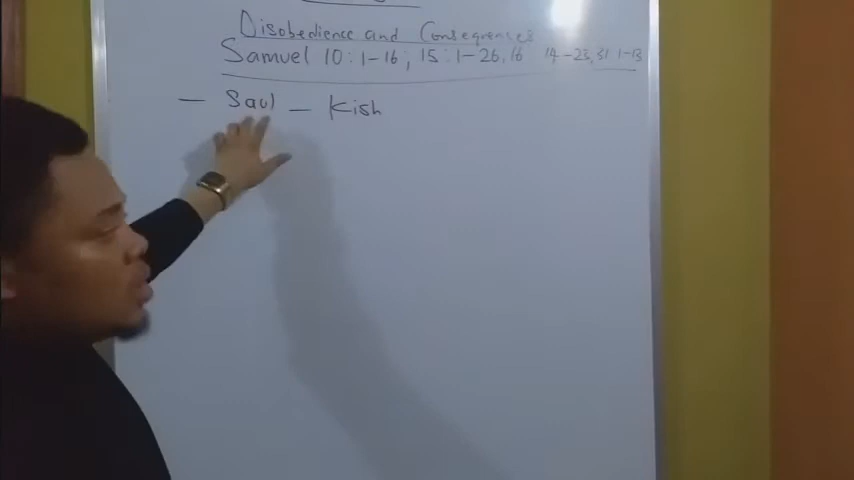 Disobedience and Consequences
Samuel 10:1-16; 15:1-26, 16 14-23, 31 1-13
- Saul - Kish